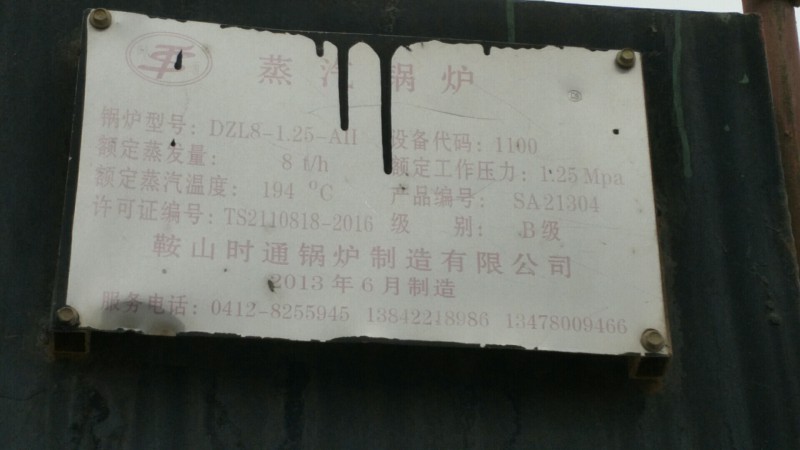 蒸汽锅炉
锅炉型号: DZL8-1.25-AII 设备代码: 1100
额定蒸发量: 8 t/h 额定工作压力: 1.25 Mpa
额定蒸汽温度: 194 °C 产品编号: SA21304
许可证编号: TS2110818-2016 级 别: B级
鞍山时通锅炉制造有限公司
2013年6月制造
服务电话: 0412-8255945 13842218986 13478009466